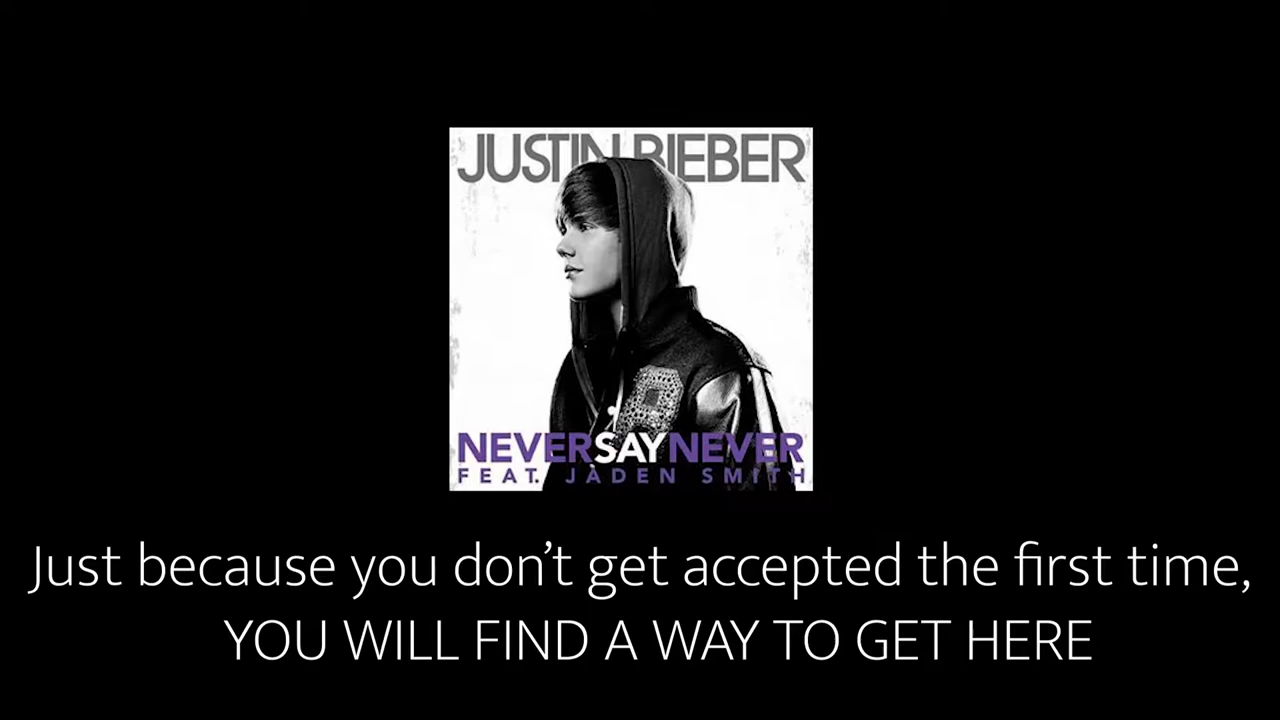 JUSTIN BIEBER
NEVERSAYNEVER
FEAT. JADEN SMITH
Just because you don’t get accepted the first time,
YOU WILL FIND A WAY TO GET HERE